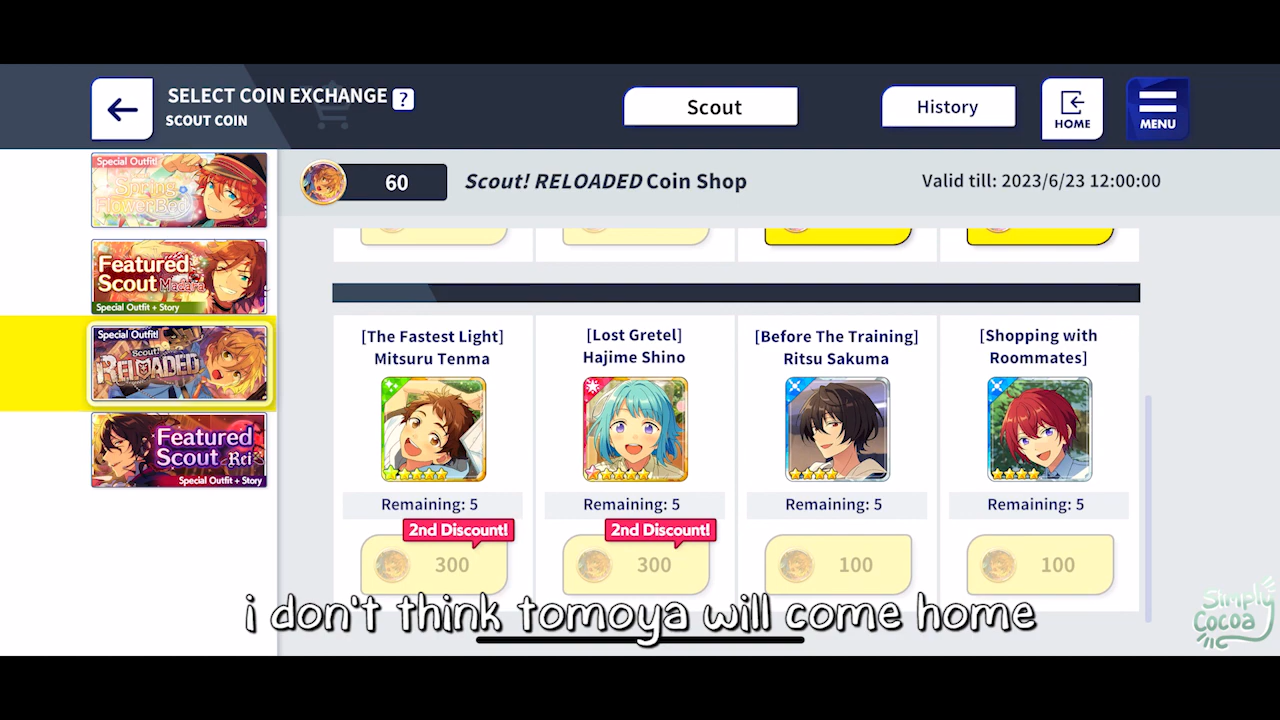 SELECT COIN EXCHANGE ?
SCOUT COIN
Scout
History
HOME
MENU
Special Outfit!
Spring
FlowerBed
Featured
Scout Madara
Special Outfit + Story
Special Outfit!
Scout!
RELOADED
Featured
Scout Rei
Special Outfit + Story
60
Scout! RELOADED Coin Shop
Valid till: 2023/6/23 12:00:00
[The Fastest Light]
Mitsuru Tenma
Remaining: 5
2nd Discount!
300
[Lost Gretel]
Hajime Shino
Remaining: 5
2nd Discount!
300
[Before The Training]
Ritsu Sakuma
Remaining: 5
100
[Shopping with
Roommates]
Remaining: 5
100
i don't think tomoya will come home
Simply
Cocoa